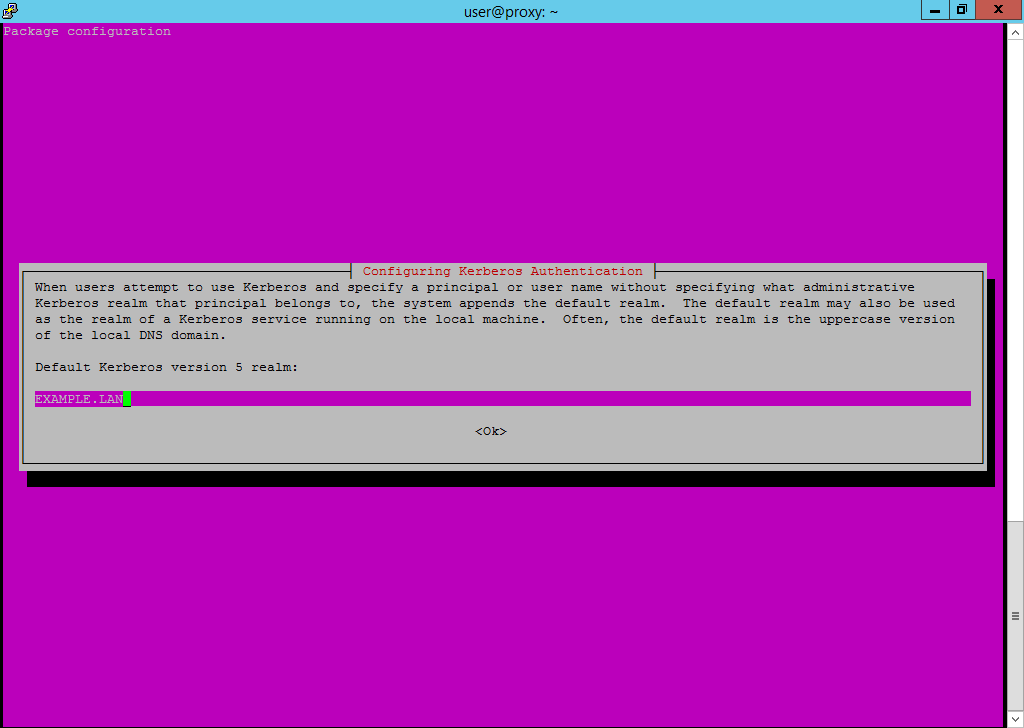 user@proxy: ~
Package configuration
Configuring Kerberos Authentication
When users attempt to use Kerberos and specify a principal or user name without specifying what administrative
Kerberos realm that principal belongs to, the system appends the default realm.  The default realm may also be used
as the realm of a Kerberos service running on the local machine.  Often, the default realm is the uppercase version
of the local DNS domain.
Default Kerberos version 5 realm:
EXAMPLE.LAN
<Ok>